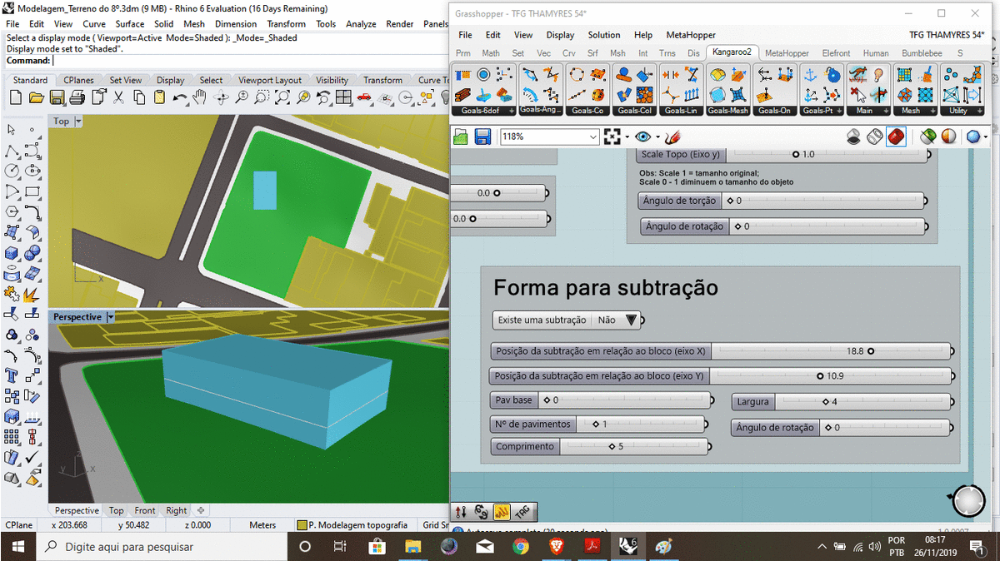 Modelagem_Terreno do 8º.3dm (9 MB) - Rhino 6 Evaluation (16 Days Remaining)
File Edit View Curve Surface Solid Mesh Dimension Transform Tools Analyze Render Panels
Select a display mode ( Viewport=Active Mode=Shaded ): _Mode=_Shaded
Display mode set to "Shaded".
Command:
Standard CPlanes Set View Display Select Viewport Layout Visibility Transform Curve To
Top
x
Perspective
z
y x
Perspective Top Front Right
CPlane x 203.668 y 50.482 z 0.000 Meters P. Modelagem topografia Grid Sn
Grasshopper - TFG THAMYRES 54*
File Edit View Display Solution Help MetaHopper TFG THAMYRES 54*
Prm Math Set Vec Crv Srf Msh Int Trns Dis Kangaroo2 MetaHopper Elefront Human Bumblebee S
Goals-6dof Goals-Ang... Goals-Co Goals-Col Goals-Lin Goals-Mesh Goals-On Goals-Pt Main Mesh Utility
118%
Scale Topo (Eixo y) 1.0
Obs: Scale 1 = tamanho original;
Scale 0 - 1 diminuem o tamanho do objeto
0.0
Ângulo de torção 0
0.0
Ângulo de rotação 0
Forma para subtração
Existe uma subtração Não
Posição da subtração em relação ao bloco (eixo X) 18.8
Posição da subtração em relação ao bloco (eixo Y) 10.9
Pav base 0
Largura 4
Nº de pavimentos 1
Ângulo de rotação 0
Comprimento 5
TAG
Digite aqui para pesquisar
6
POR
PTB
08:17
26/11/2019
1